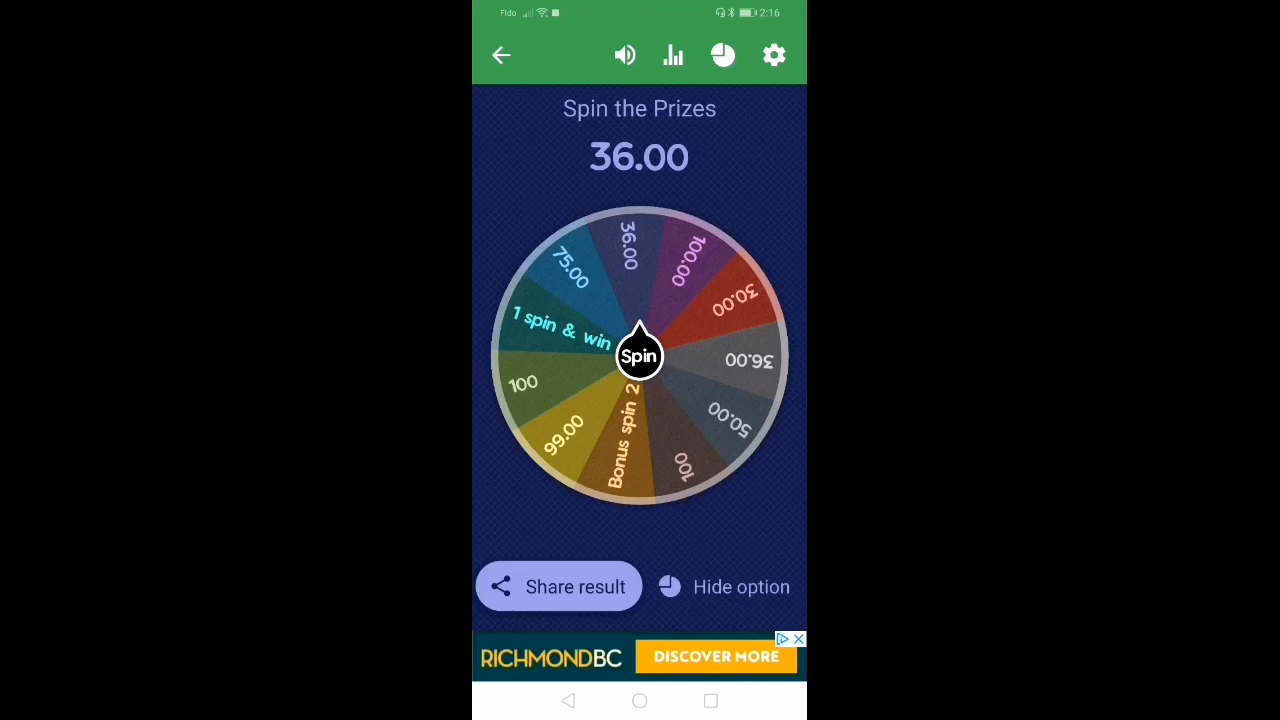 Fido 2:16
Spin the Prizes
36.00
36.00
100.00
30.00
36.00
50.00
100
Bonus spin 2
99.00
100
1 spin & win
75.00
Spin
Share result
Hide option
RICHMONDBC
DISCOVER MORE